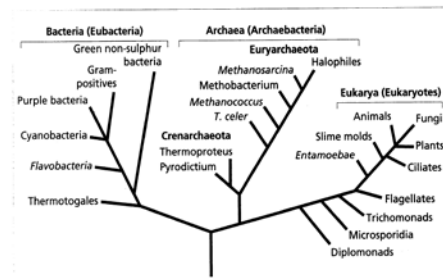 Bacteria (Eubacteria)
Green non-sulphur
bacteria
Gram-
positives
Purple bacteria
Cyanobacteria
Flavobacteria
Thermotogales
Archaea (Archaebacteria)
Euryarchaeota
Methanosarcina
Halophiles
Methobacterium
Methanococcus
T. celer
Crenarchaeota
Thermoproteus
Pyrodictium
Eukarya (Eukaryotes)
Animals
Fungi
Slime molds
Plants
Entamoebae
Ciliates
Flagellates
Trichomonads
Microsporidia
Diplomonads